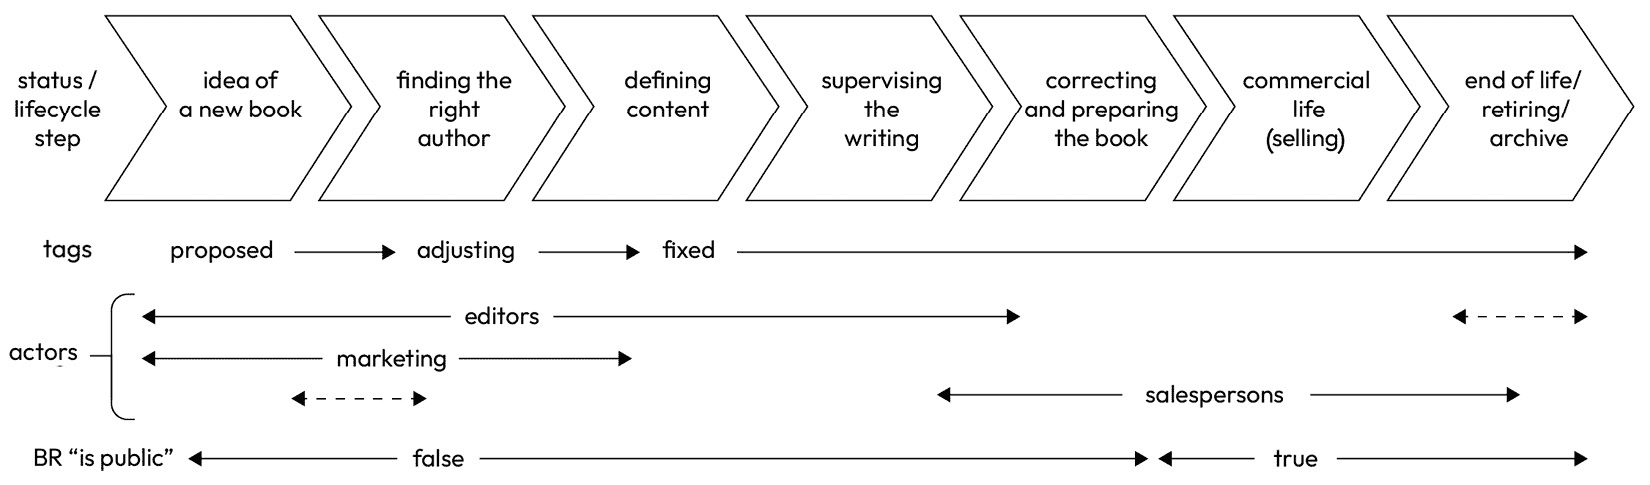 status /
lifecycle
step
idea of
a new book
finding the
right
author
defining
content
supervising
the
writing
correcting
and preparing
the book
commercial
life
(selling)
end of life/
retiring/
archive
tags
proposed
adjusting
fixed
actors
editors
marketing
salespersons
BR “is public”
false
true